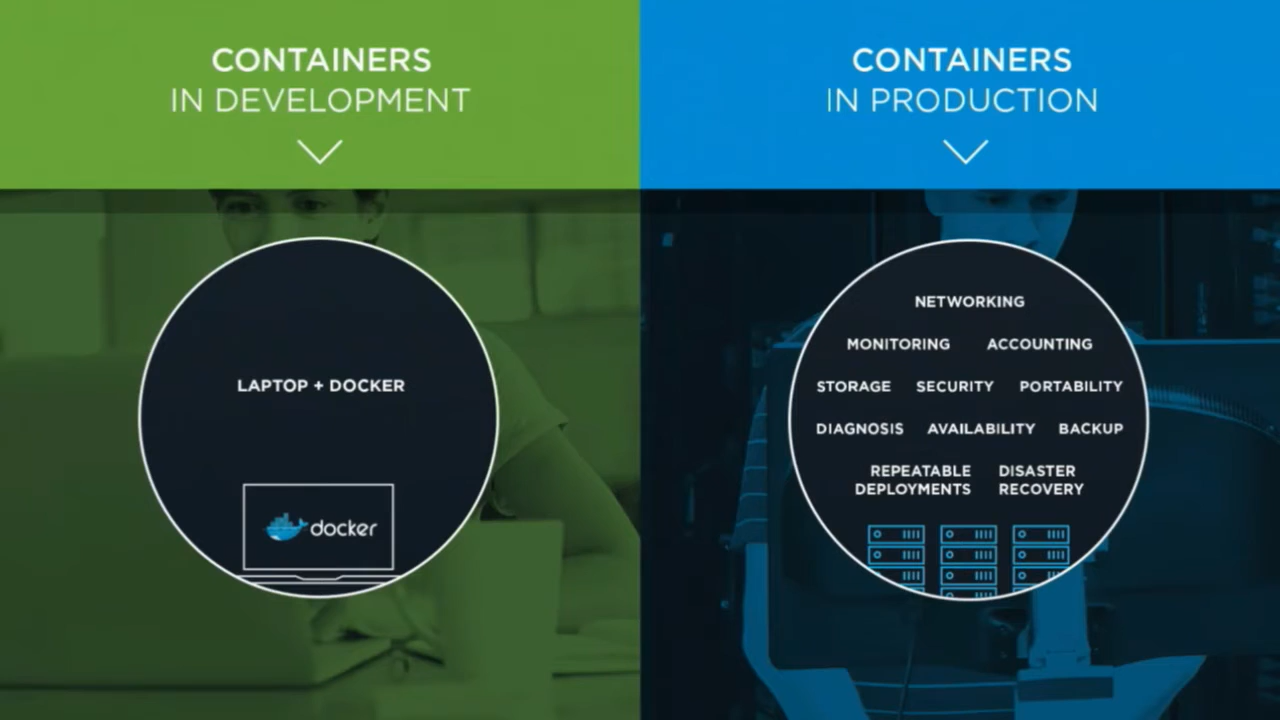 CONTAINERS
IN DEVELOPMENT
LAPTOP + DOCKER
docker
CONTAINERS
IN PRODUCTION
NETWORKING
MONITORING ACCOUNTING
STORAGE SECURITY PORTABILITY
DIAGNOSIS AVAILABILITY BACKUP
REPEATABLE DEPLOYMENTS
DISASTER RECOVERY